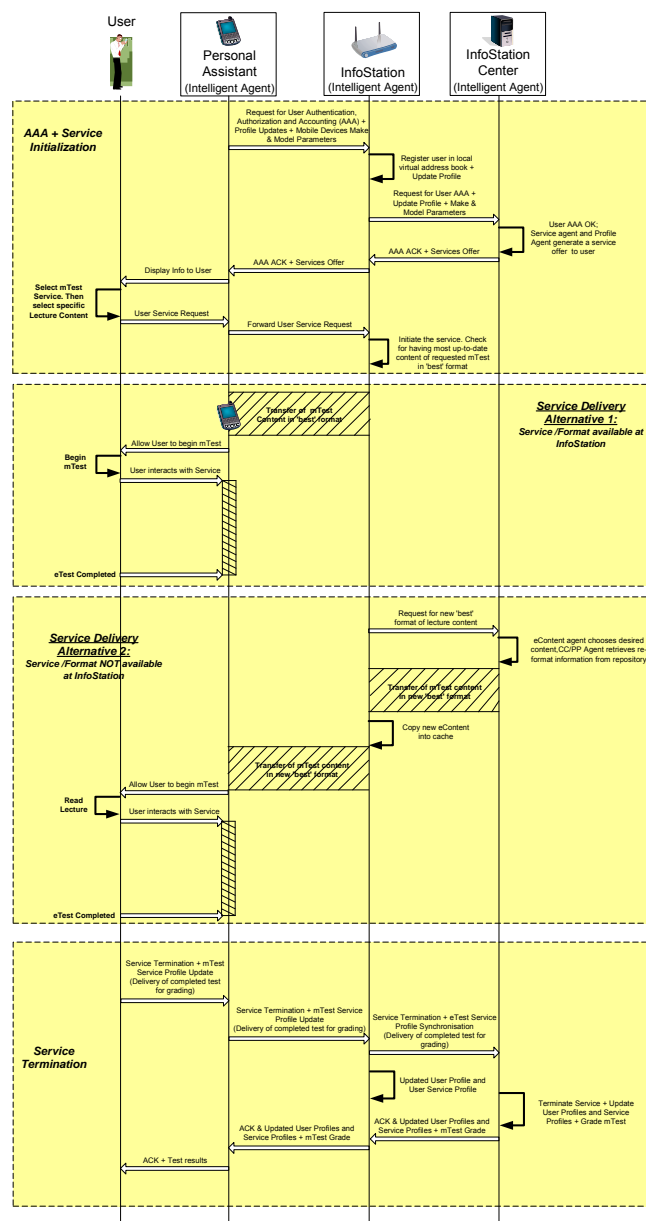 User
Personal
Assistant
(Intelligent Agent)
InfoStation
(Intelligent Agent)
InfoStation
Center
(Intelligent Agent)
AAA + Service
Initialization
Request for User Authentication,
Authorization and Accounting (AAA) +
Profile Updates + Mobile Devices Make
& Model Parameters
Register user in local
virtual address book +
Update Profile
Request for User AAA +
Update Profile + Make &
& Model Parameters
User AAA OK;
Service agent and Profile
Agent generate a service
offer to user
AAA ACK + Services Offer
AAA ACK + Services Offer
Display Info to User
Select mTest
Service. Then
select specific
Lecture Content
User Service Request
Forward User Service Request
Initiate the service. Check
for having most up-to-date
content of requested mTest
in 'best' format
Transfer of mTest
Content in 'best' format
Service Delivery
Alternative 1:
Service /Format available at
InfoStation
Allow User to begin mTest
Begin
mTest
User interacts with Service
eTest Completed
Service Delivery
Alternative 2:
Service /Format NOT available
at InfoStation
Request for new 'best'
format of lecture content
eContent agent chooses desired
content,CC/PP Agent retrieves re-
format information from repository
Transfer of mTest content
in new 'best' format
Copy new eContent
into cache
Transfer of mTest content
in new 'best' format
Allow User to begin mTest
Read
Lecture
User interacts with Service
eTest Completed
Service
Termination
Service Termination + mTest
Service Profile Update
(Delivery of completed test
for grading)
Service Termination + mTest Service
Profile Update
(Delivery of completed test for grading)
Service Termination + eTest Service
Profile Synchronisation
(Delivery of completed test for
grading)
Updated User Profile and
User Service Profile
Terminate Service + Update
User Profiles and Service
Profiles + Grade mTest
ACK & Updated User Profiles and
Service Profiles + mTest Grade
ACK & Updated User Profiles and
Service Profiles + mTest Grade
ACK + Test results